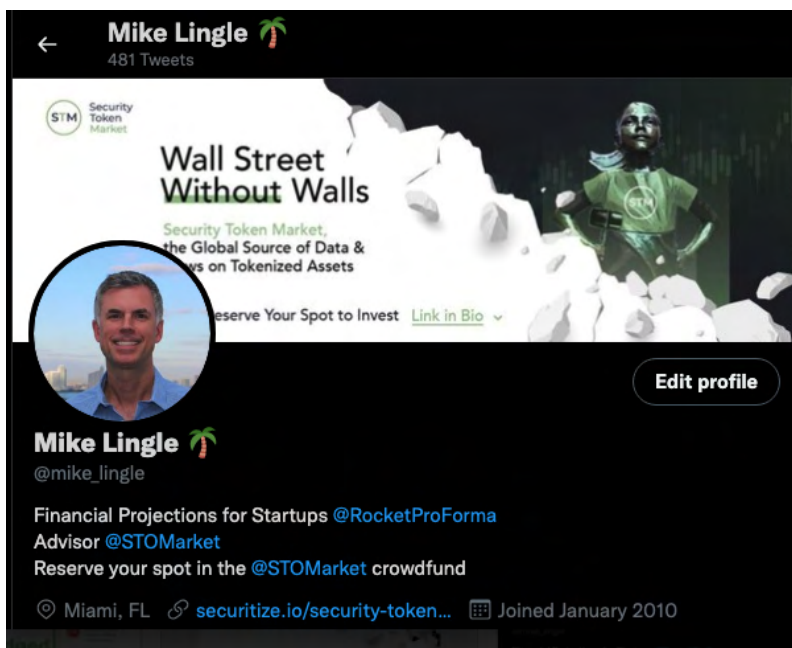 Mike Lingle 🌴
481 Tweets
STM
Security
Token
Market
Wall Street
Without Walls
Security Token Market,
the Global Source of Data &
on Tokenized Assets
STM
Reserve Your Spot to Invest Link in Bio
Edit profile
Mike Lingle 🌴
@mike_lingle
Financial Projections for Startups @RocketProForma
Advisor @STOMarket
Reserve your spot in the @STOMarket crowdfund
Miami, FL securitize.io/security-token... Joined January 2010